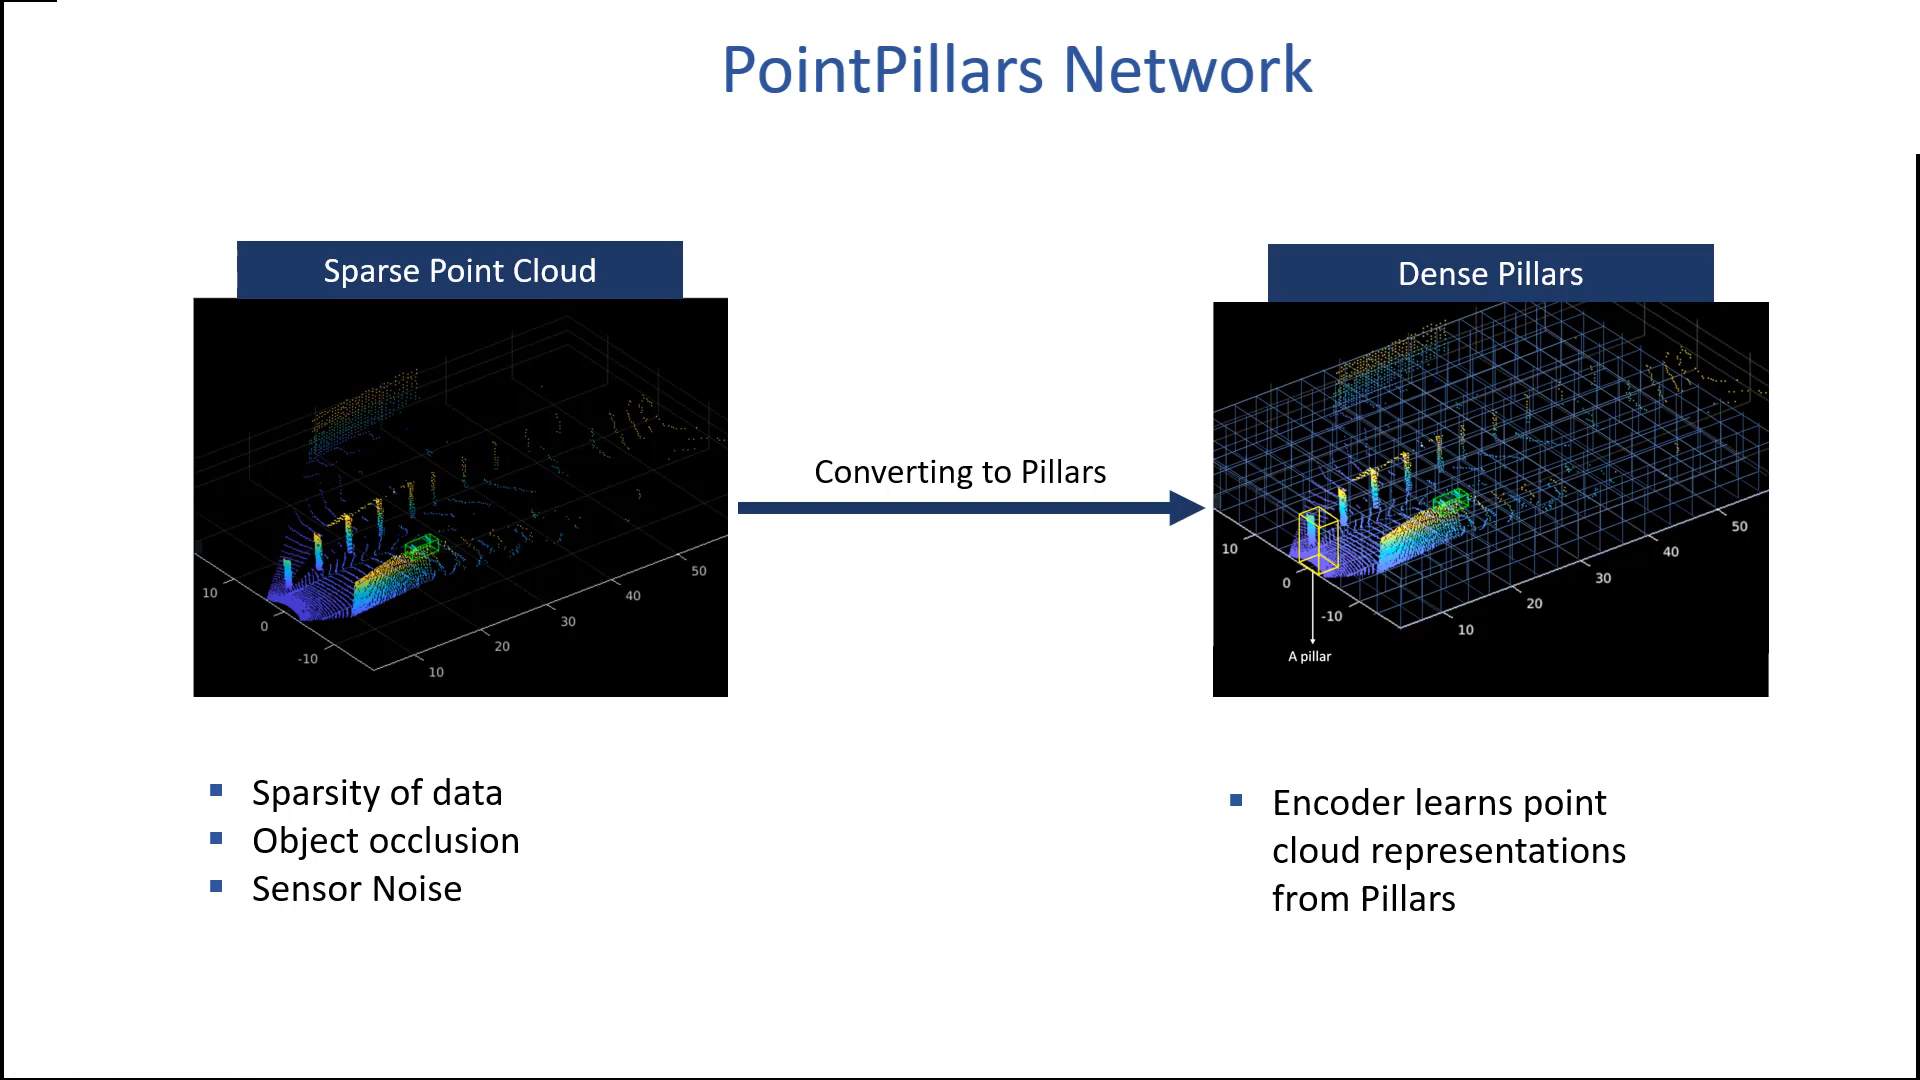 PointPillars Network
Sparse Point Cloud
10
0
-10
10
20
30
40
50
Converting to Pillars
Dense Pillars
10
0
-10
10
20
30
40
50
A pillar
Sparsity of data
Object occlusion
Sensor Noise
Encoder learns point
cloud representations
from Pillars